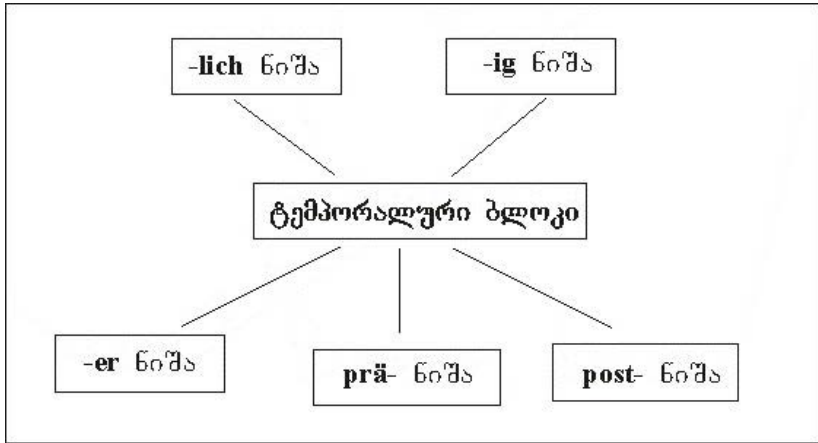 -lich ნიშა
-ig ნიშა
ტემპორალური ბლოკი
-er ნიშა
prä- ნიშა
post- ნიშა